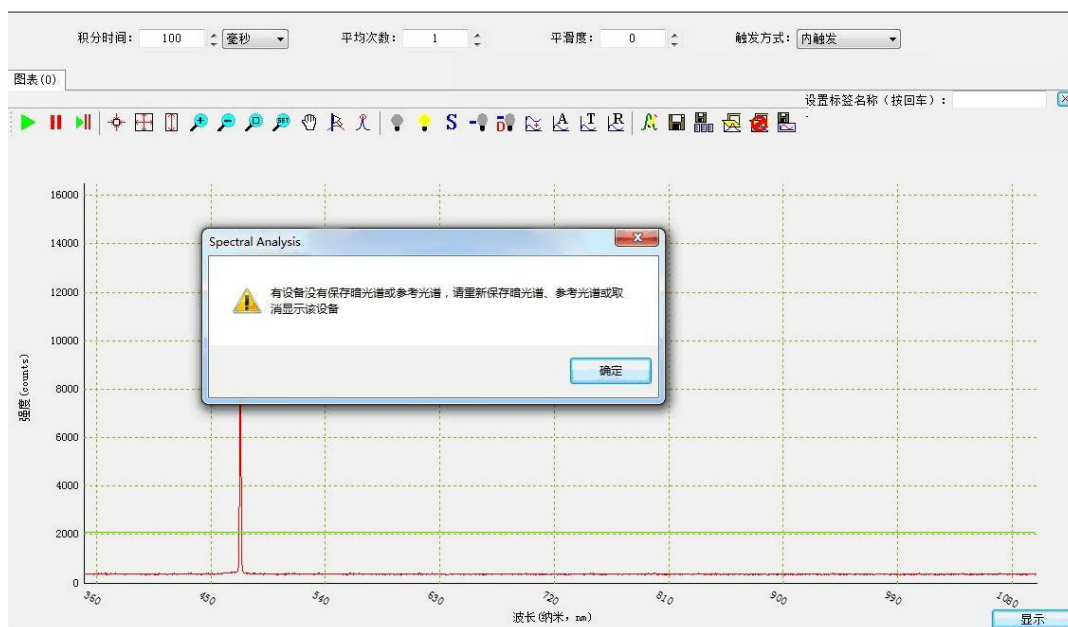 积分时间: 100 毫秒 平均次数: 1 平滑度: 0 触发方式: 内触发
图表(0)
设置标签名称(按回车):
S D A T R
SET
Spectral Analysis
有设备没有保存暗光谱或参考光谱,请重新保存暗光谱、参考光谱或取
消显示该设备
确定
强度(counts)
16000
14000
12000
10000
8000
6000
4000
2000
0
360 450 540 630 720 810 900 990 1080
波长(纳米,nm)
显示